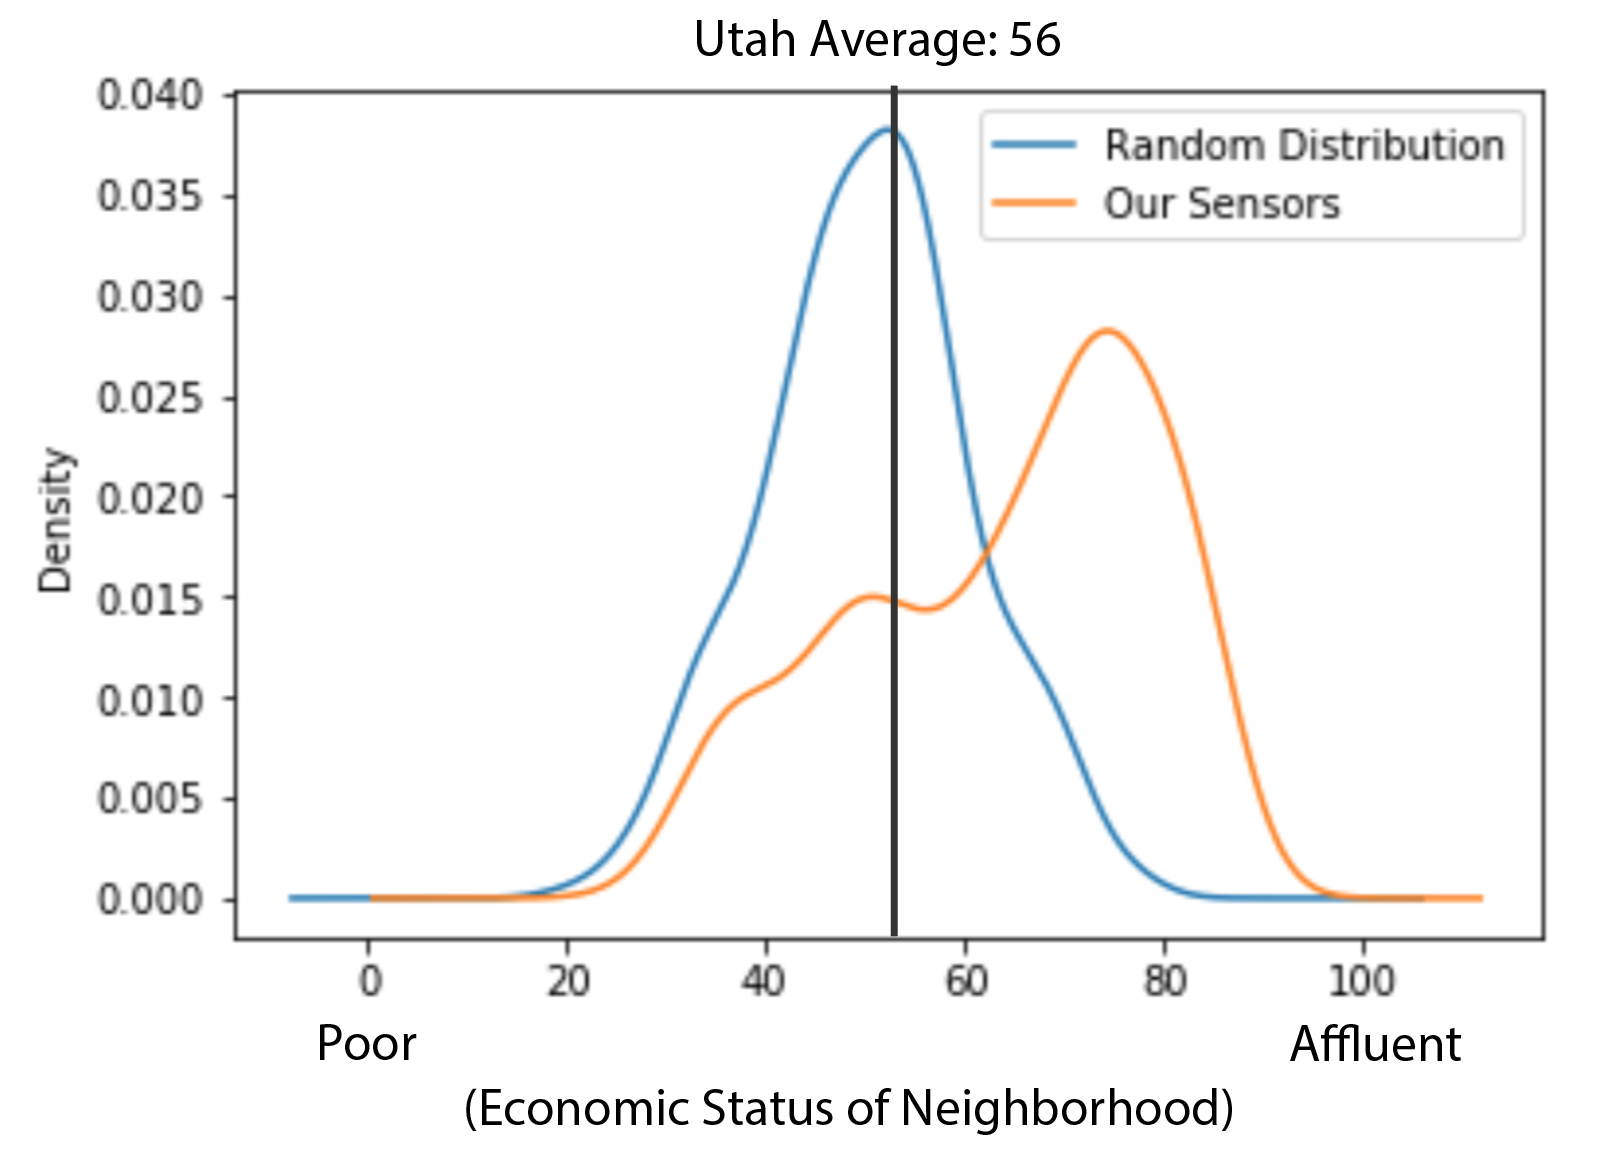 Utah Average: 56
0.040
0.035
0.030
0.025
0.020
0.015
0.010
0.005
0.000
Density
Random Distribution
Our Sensors
0 20 40 60 80 100
Poor Affluent
(Economic Status of Neighborhood)